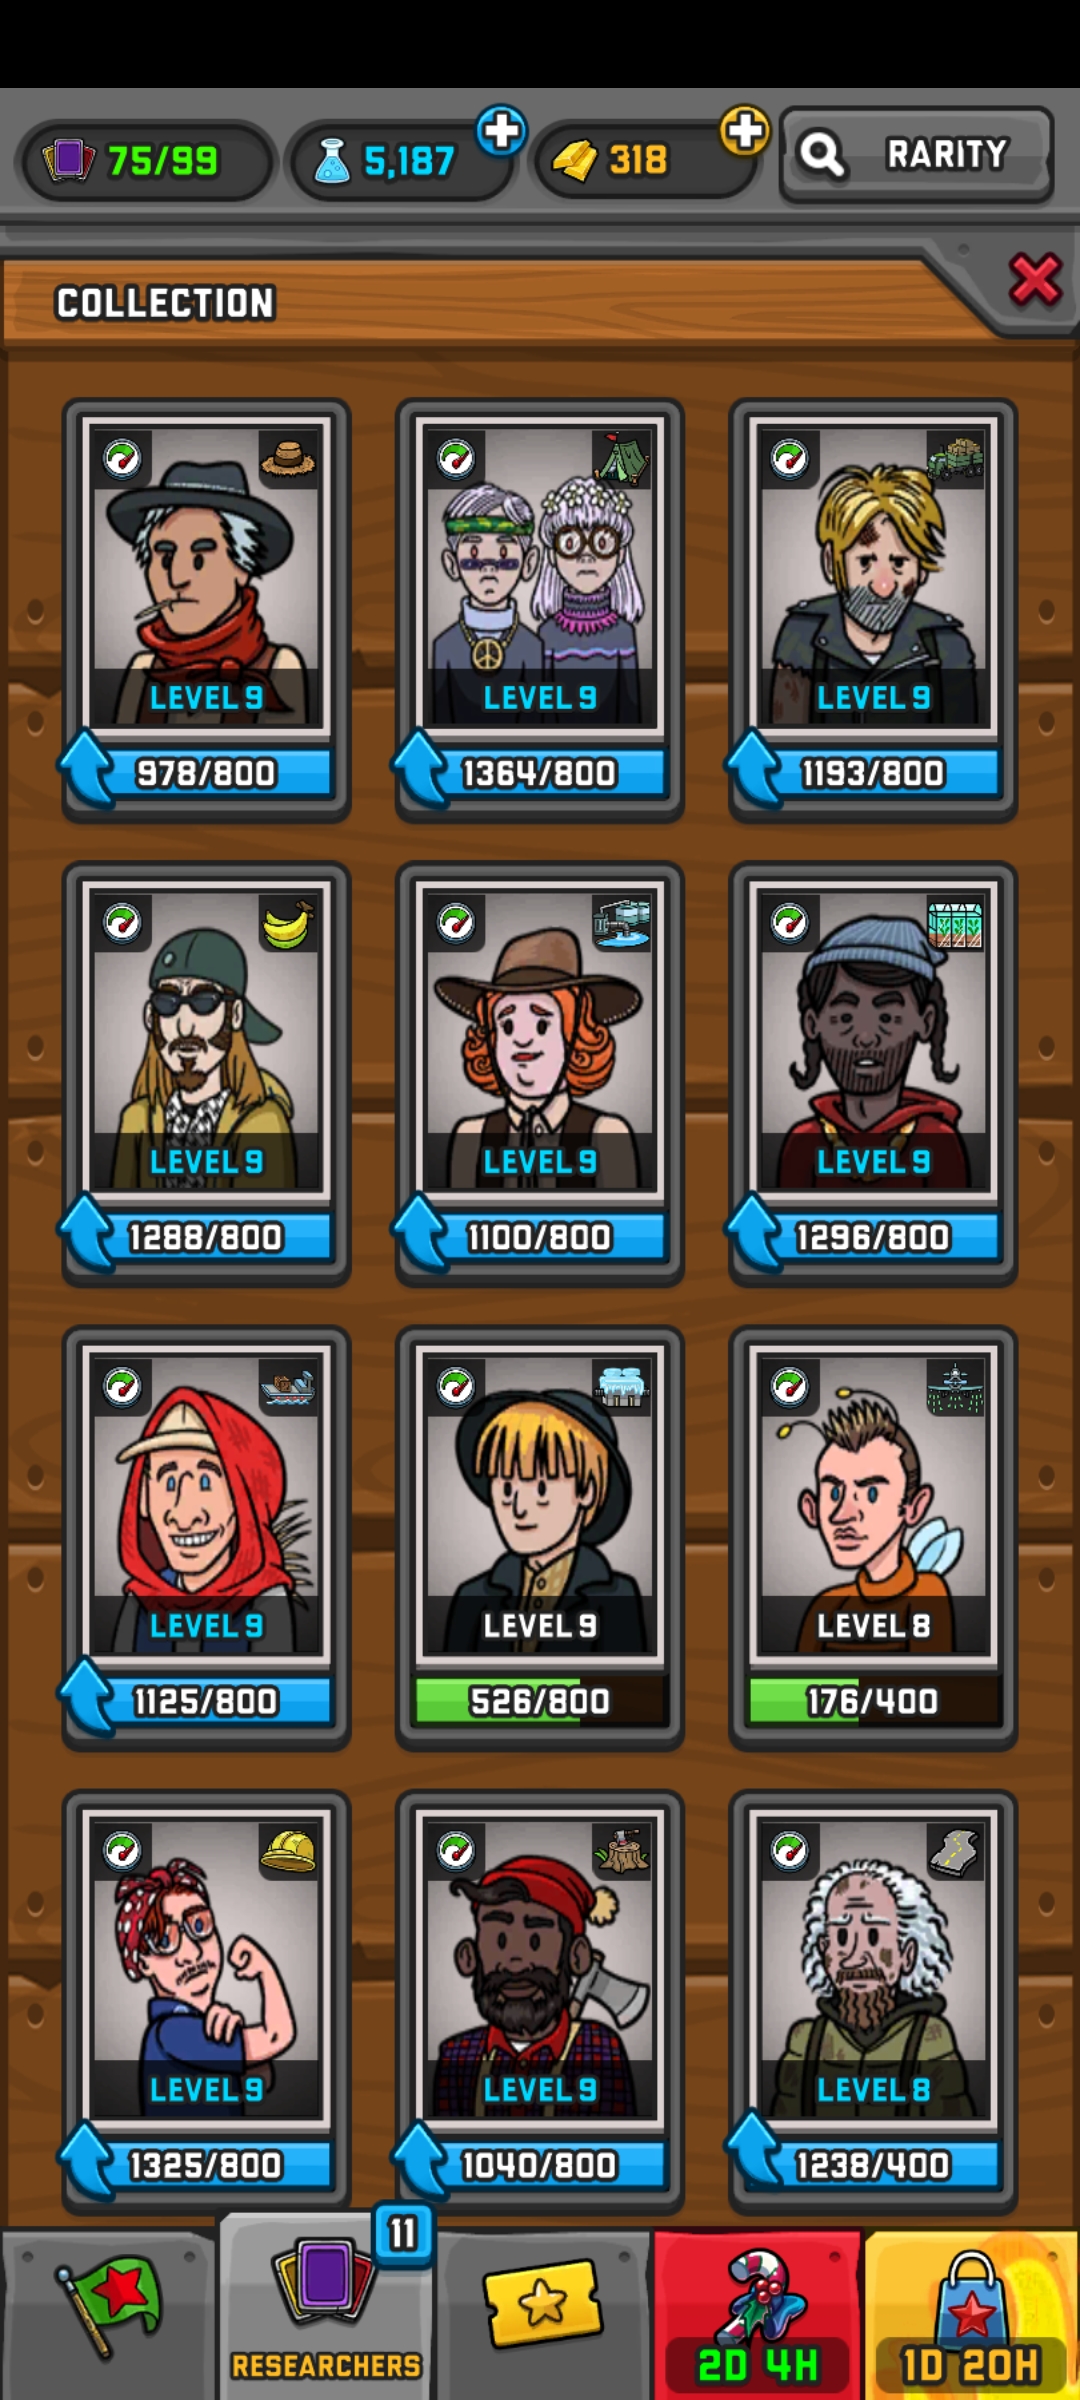 75/99
5,187
318
RARITY
COLLECTION
LEVEL 9
LEVEL 9
LEVEL 9
978/800
1364/800
1193/800
LEVEL 9
LEVEL 9
LEVEL 9
1288/800
1100/800
1296/800
LEVEL 9
LEVEL 9
LEVEL 8
1125/800
526/800
176/400
LEVEL 9
LEVEL 9
LEVEL 8
1325/800
1040/800
1238/400
11
RESEARCHERS
2D 4H
1D 20H